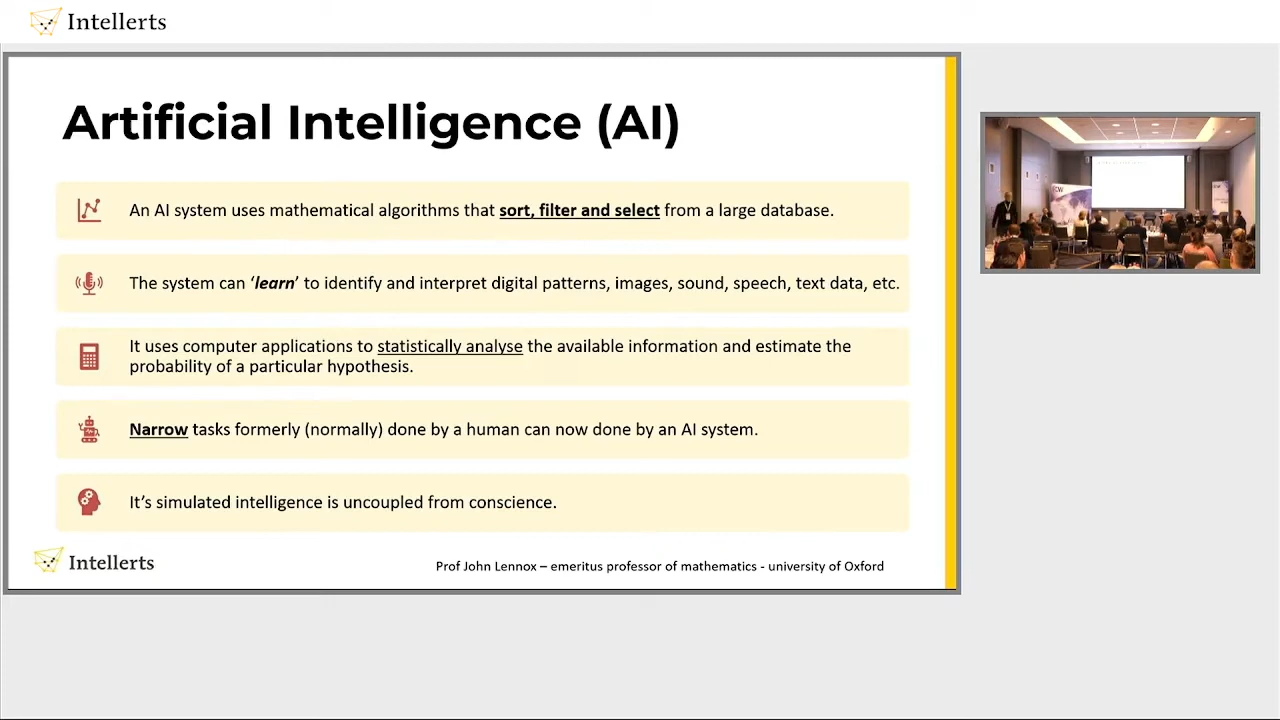 Intellerts
Artificial Intelligence (AI)
An AI system uses mathematical algorithms that sort, filter and select from a large database.
The system can ‘learn’ to identify and interpret digital patterns, images, sound, speech, text data, etc.
It uses computer applications to statistically analyse the available information and estimate the
probability of a particular hypothesis.
Narrow tasks formerly (normally) done by a human can now done by an AI system.
It’s simulated intelligence is uncoupled from conscience.
Intellerts
Prof John Lennox – emeritus professor of mathematics - university of Oxford